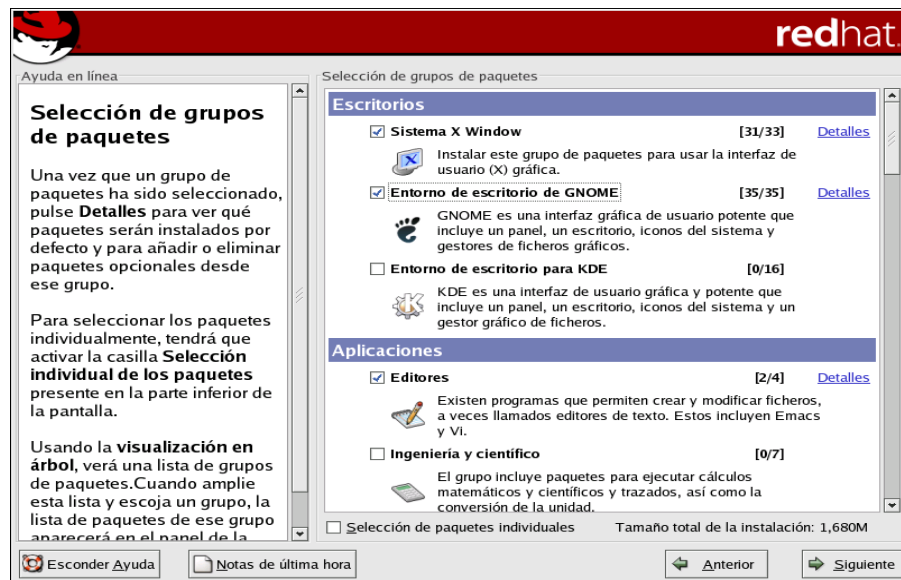 redhat.
Ayuda en línea
Selección de grupos
de paquetes
Una vez que un grupo de
paquetes ha sido seleccionado,
pulse Detalles para ver qué
paquetes serán instalados por
defecto y para añadir o eliminar
paquetes opcionales desde
ese grupo.
Para seleccionar los paquetes
individualmente, tendrá que
activar la casilla Selección
individual de los paquetes
presente en la parte inferior de
la pantalla.
Usando la visualización en
árbol, verá una lista de grupos
de paquetes.Cuando amplie
esta lista y escoja un grupo, la
lista de paquetes de ese grupo
aparecerá en el panel de la
Selección de grupos de paquetes
Escritorios
Sistema X Window [31/33] Detalles
Instalar este grupo de paquetes para usar la interfaz de
usuario (X) gráfica.
Entorno de escritorio de GNOME [35/35] Detalles
GNOME es una interfaz gráfica de usuario potente que
incluye un panel, un escritorio, iconos del sistema y
gestores de ficheros gráficos.
Entorno de escritorio para KDE [0/16]
KDE es una interfaz de usuario gráfica y potente que
incluye un panel, un escritorio, iconos del sistema y un
gestor gráfico de ficheros.
Aplicaciones
Editores [2/4] Detalles
Existen programas que permiten crear y modificar ficheros,
a veces llamados editores de texto. Estos incluyen Emacs
y Vi.
Ingeniería y científico [0/7]
El grupo incluye paquetes para ejecutar cálculos
matemáticos y científicos y trazados, así como la
conversión de la unidad.
Selección de paquetes individuales Tamaño total de la instalación: 1,680M
Esconder Ayuda Notas de última hora Anterior Siguiente